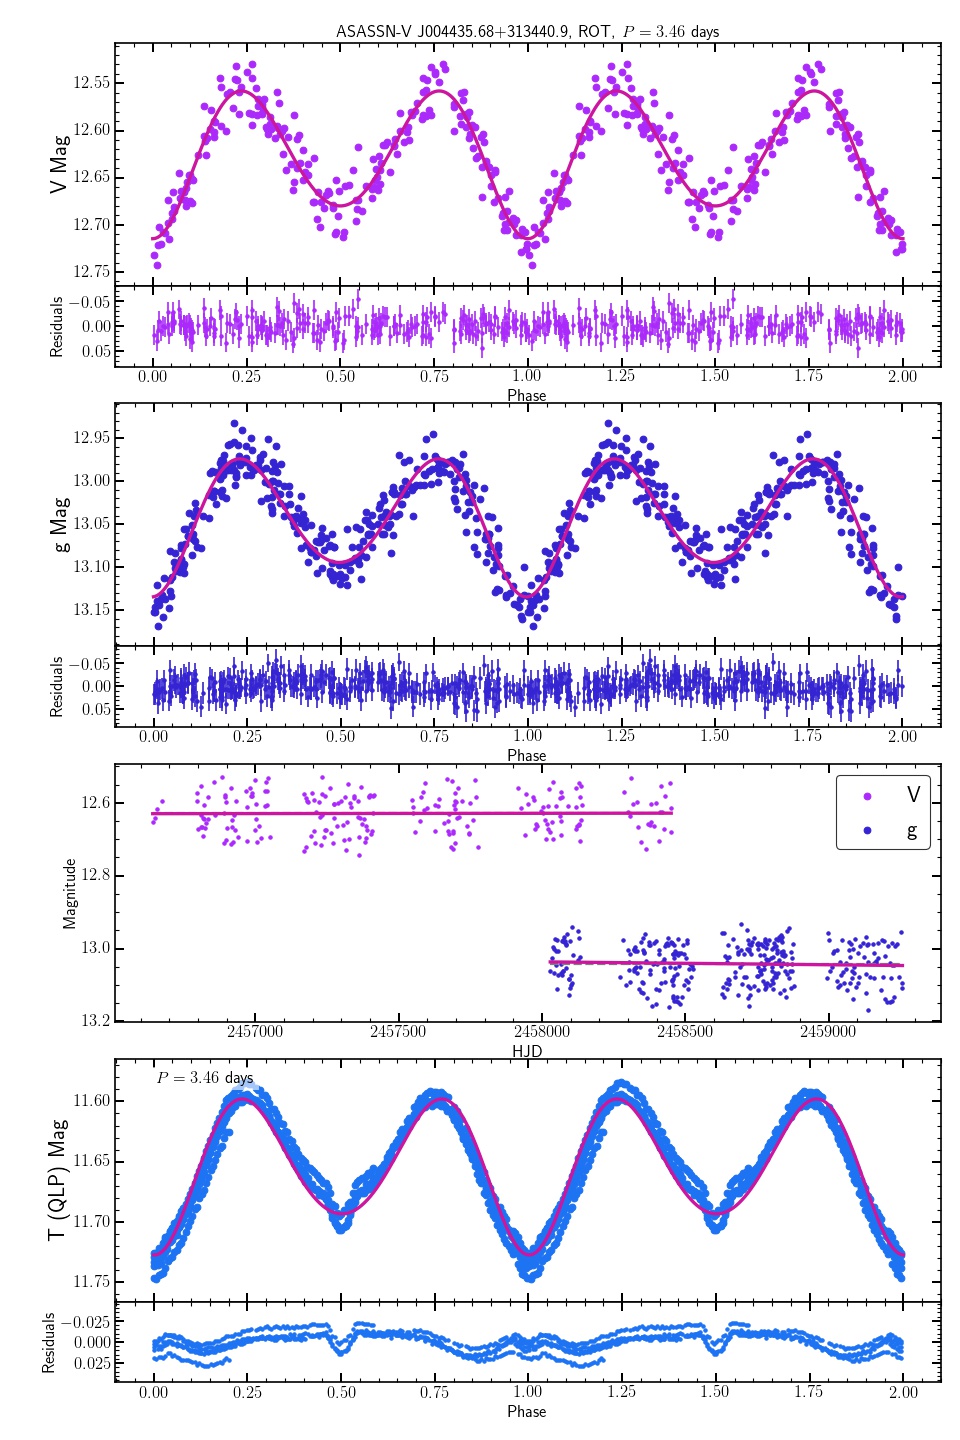 ASASSN-V J004435.68+313440.9, ROT, P = 3.46 days
V Mag
12.55
12.60
12.65
12.70
12.75
Residuals
−0.05
0.00
0.05
0.00 0.25 0.50 0.75 1.00 1.25 1.50 1.75 2.00
Phase
g Mag
12.95
13.00
13.05
13.10
13.15
Residuals
−0.05
0.00
0.05
0.00 0.25 0.50 0.75 1.00 1.25 1.50 1.75 2.00
Phase
Magnitude
12.6
12.8
13.0
13.2
V
g
2457000 2457500 2458000 2458500 2459000
HJD
P = 3.46 days
T (QLP) Mag
11.60
11.65
11.70
11.75
Residuals
−0.025
0.000
0.025
0.00 0.25 0.50 0.75 1.00 1.25 1.50 1.75 2.00
Phase